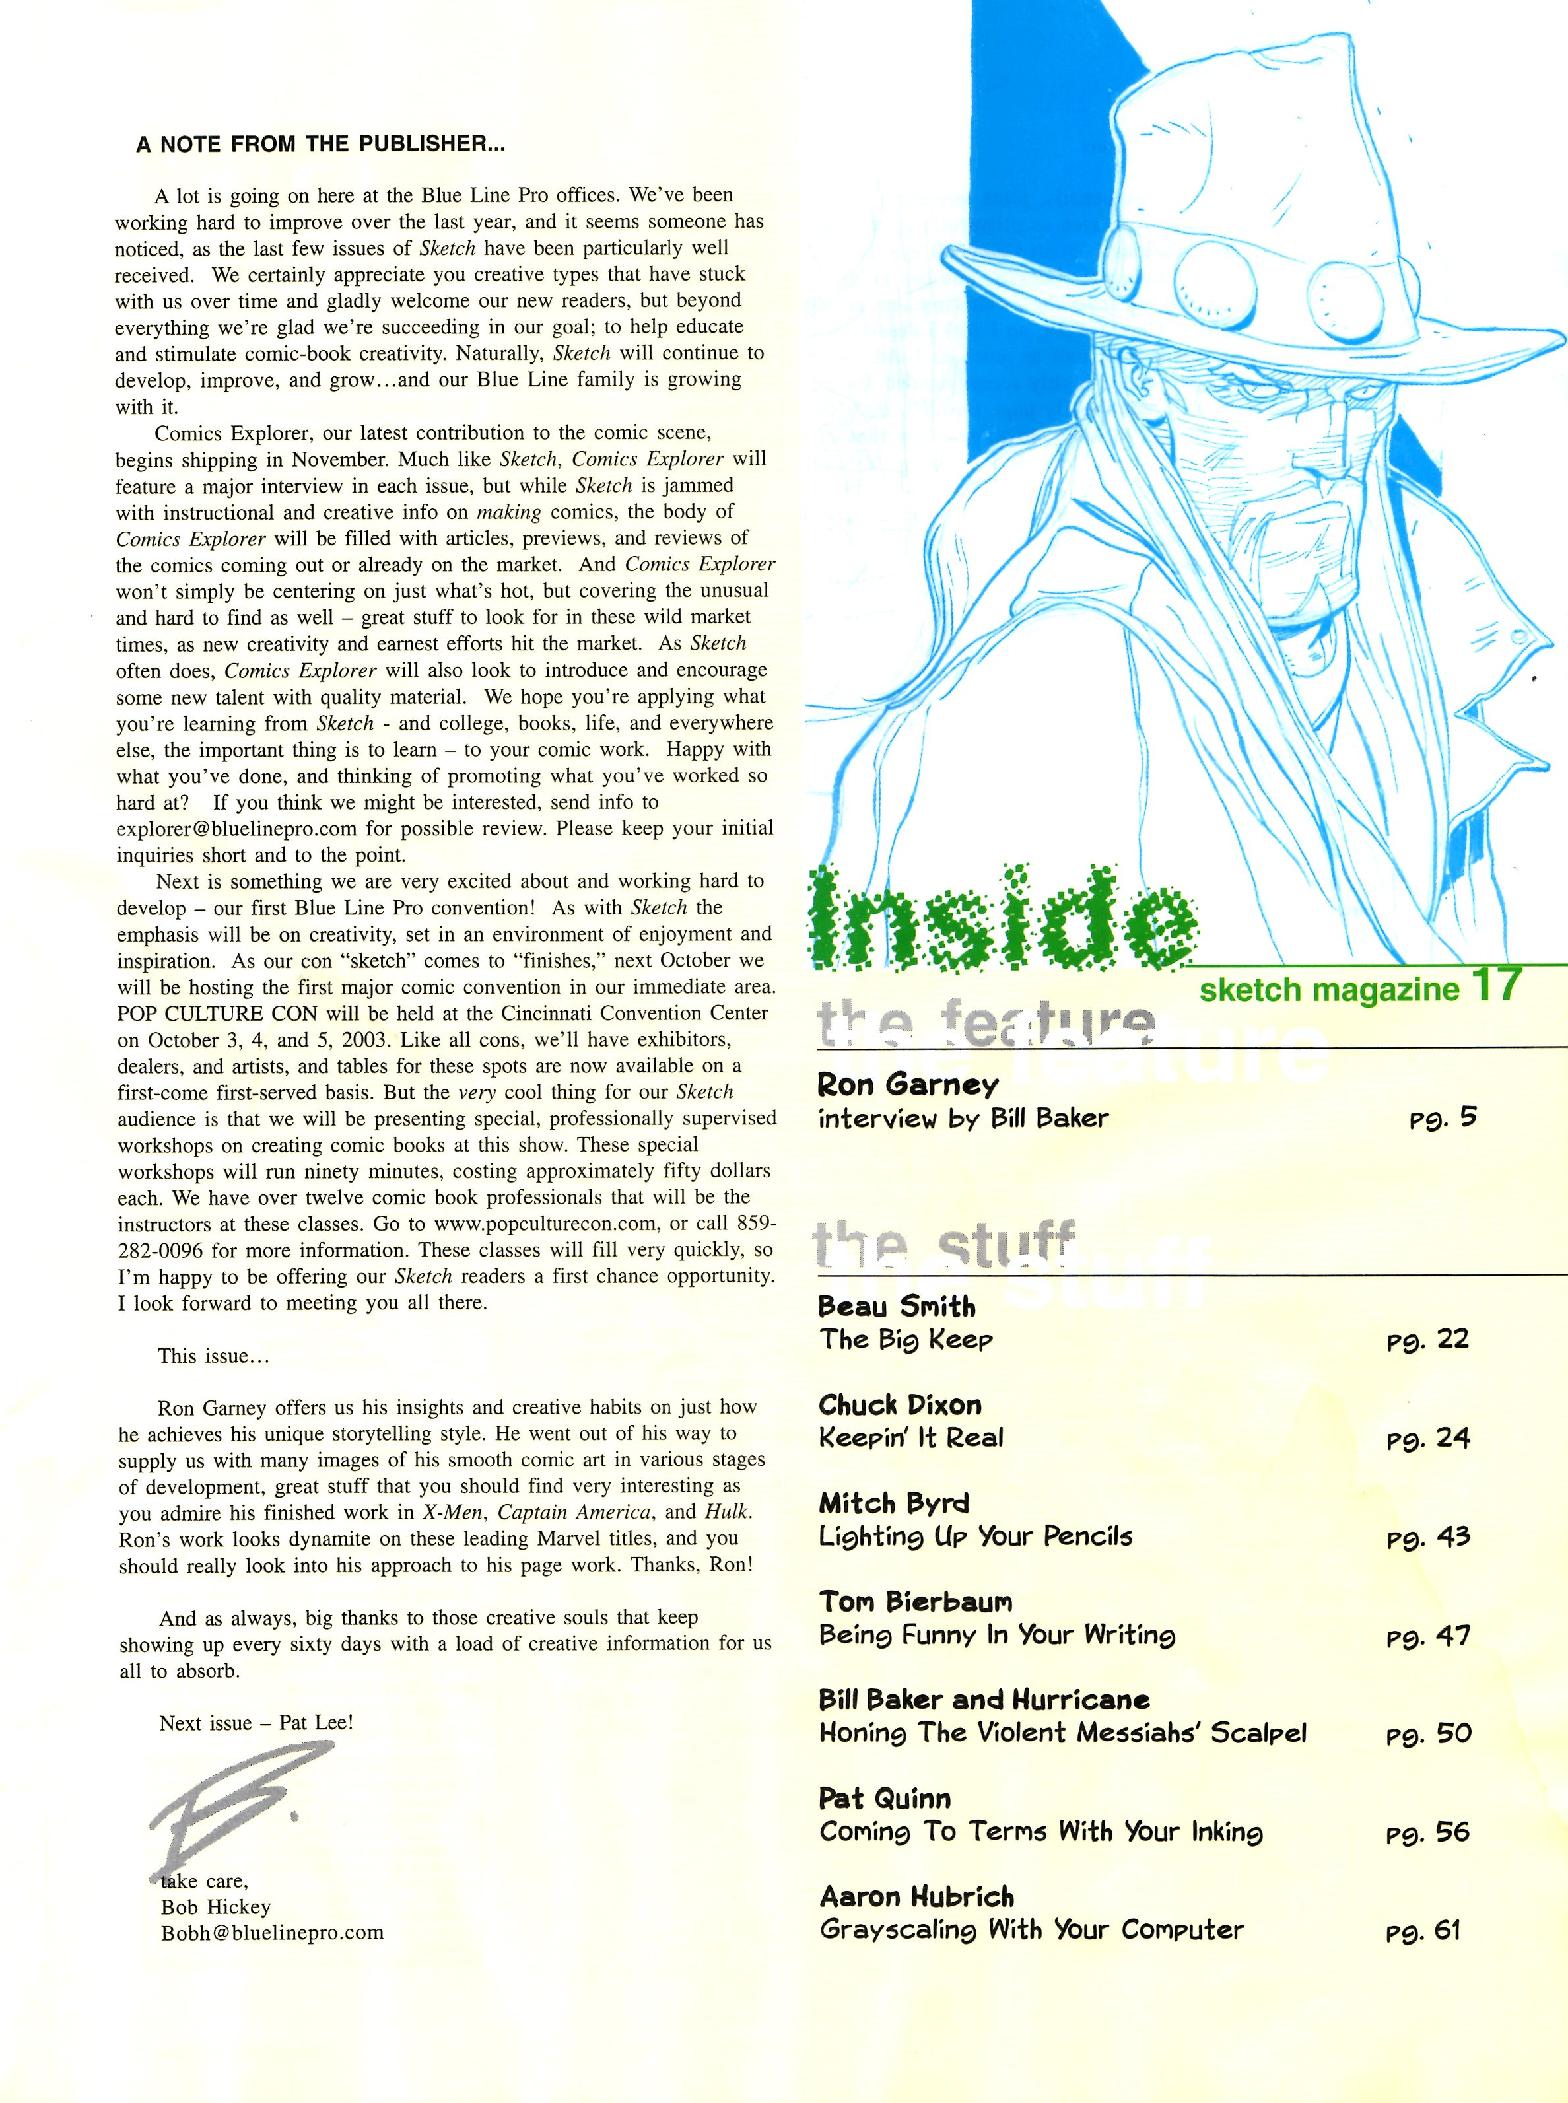 A NOTE FROM THE PUBLISHER...
A lot is going on here at the Blue Line Pro offices. We've been
working hard to improve over the last year, and it seems someone has
noticed, as the last few issues of Sketch have been particularly well
received. We certainly appreciate you creative types that have stuck
with us over time and gladly welcome our new readers, but beyond
everything we're glad we're succeeding in our goal; to help educate
and stimulate comic-book creativity. Naturally, Sketch will continue to
develop, improve, and grow...and our Blue Line family is growing
with it.
Comics Explorer, our latest contribution to the comic scene,
begins shipping in November. Much like Sketch, Comics Explorer will
feature a major interview in each issue, but while Sketch is jammed
with instructional and creative info on making comics, the body of
Comics Explorer will be filled with articles, previews, and reviews of
the comics coming out or already on the market. And Comics Explorer
won't simply be centering on just what's hot, but covering the unusual
and hard to find as well – great stuff to look for in these wild market
times, as new creativity and earnest efforts hit the market. As Sketch
often does, Comics Explorer will also look to introduce and encourage
some new talent with quality material. We hope you're applying what
you're learning from Sketch - and college, books, life, and everywhere
else, the important thing is to learn – to your comic work. Happy with
what you've done, and thinking of promoting what you've worked so
hard at? If you think we might be interested, send info to
explorer@bluelinepro.com for possible review. Please keep your initial
inquiries short and to the point.
Next is something we are very excited about and working hard to
develop – our first Blue Line Pro convention! As with Sketch the
emphasis will be on creativity, set in an environment of enjoyment and
inspiration. As our con “sketch” comes to “finishes,” next October we
will be hosting the first major comic convention in our immediate area.
POP CULTURE CON will be held at the Cincinnati Convention Center
on October 3, 4, and 5, 2003. Like all cons, we'll have exhibitors,
dealers, and artists, and tables for these spots are now available on a
first-come first-served basis. But the very cool thing for our Sketch
audience is that we will be presenting special, professionally supervised
workshops on creating comic books at this show. These special
workshops will run ninety minutes, costing approximately fifty dollars
each. We have over twelve comic book professionals that will be the
instructors at these classes. Go to www.popculturecon.com, or call 859-
282-0096 for more information. These classes will fill very quickly, so
I'm happy to be offering our Sketch readers a first chance opportunity.
I look forward to meeting you all there.
This issue...
Ron Garney offers us his insights and creative habits on just how
he achieves his unique storytelling style. He went out of his way to
supply us with many images of his smooth comic art in various stages
of development, great stuff that you should find very interesting as
you admire his finished work in X-Men, Captain America, and Hulk.
Ron's work looks dynamite on these leading Marvel titles, and you
should really look into his approach to his page work. Thanks, Ron!
And as always, big thanks to those creative souls that keep
showing up every sixty days with a load of creative information for us
all to absorb.
Next issue – Pat Lee!
B.
take care,
Bob Hickey
Bobh@bluelinepro.com
Inside
sketch magazine 17
the feature
feature
Ron Garney
interview by Bill Baker pg. 5
the stuff
the stuff
Beau Smith
The Big Keep pg. 22
Chuck Dixon
Keepin' It Real pg. 24
Mitch Byrd
Lighting Up Your Pencils pg. 43
Tom Bierbaum
Being Funny In Your Writing pg. 47
Bill Baker and Hurricane
Honing The Violent Messiahs' Scalpel pg. 50
Pat Quinn
Coming To Terms With Your Inking pg. 56
Aaron Hubrich
Grayscaling With Your Computer pg. 61